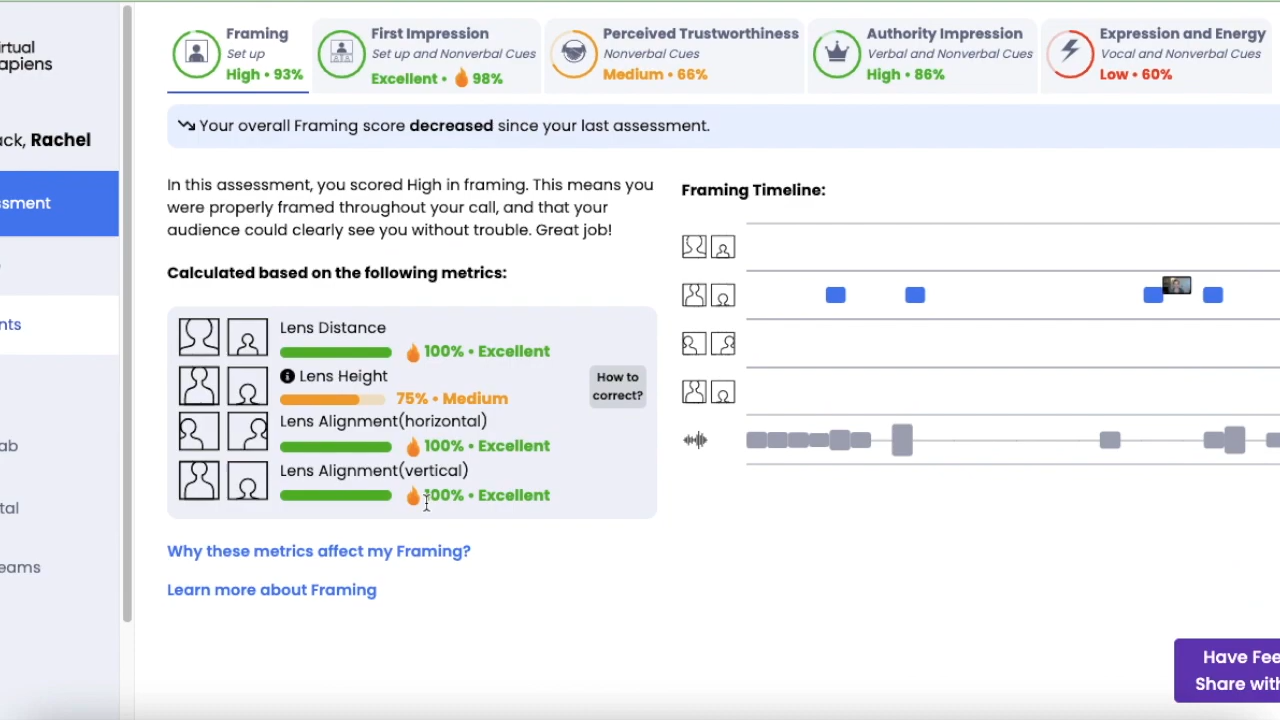 irtual
apiens
ack, Rachel
ssment
nts
ab
tal
eams
Framing
Set up
High • 93%
First Impression
Set up and Nonverbal Cues
Excellent • 98%
Perceived Trustworthiness
Nonverbal Cues
Medium • 66%
Authority Impression
Verbal and Nonverbal Cues
High • 86%
Expression and Energy
Vocal and Nonverbal Cues
Low • 60%
Your overall Framing score decreased since your last assessment.
In this assessment, you scored High in framing. This means you
were properly framed throughout your call, and that your
audience could clearly see you without trouble. Great job!
Calculated based on the following metrics:
Lens Distance
100% • Excellent
Lens Height
75% • Medium
How to
correct?
Lens Alignment(horizontal)
100% • Excellent
Lens Alignment(vertical)
100% • Excellent
Why these metrics affect my Framing?
Learn more about Framing
Framing Timeline:
Have Fee
Share with